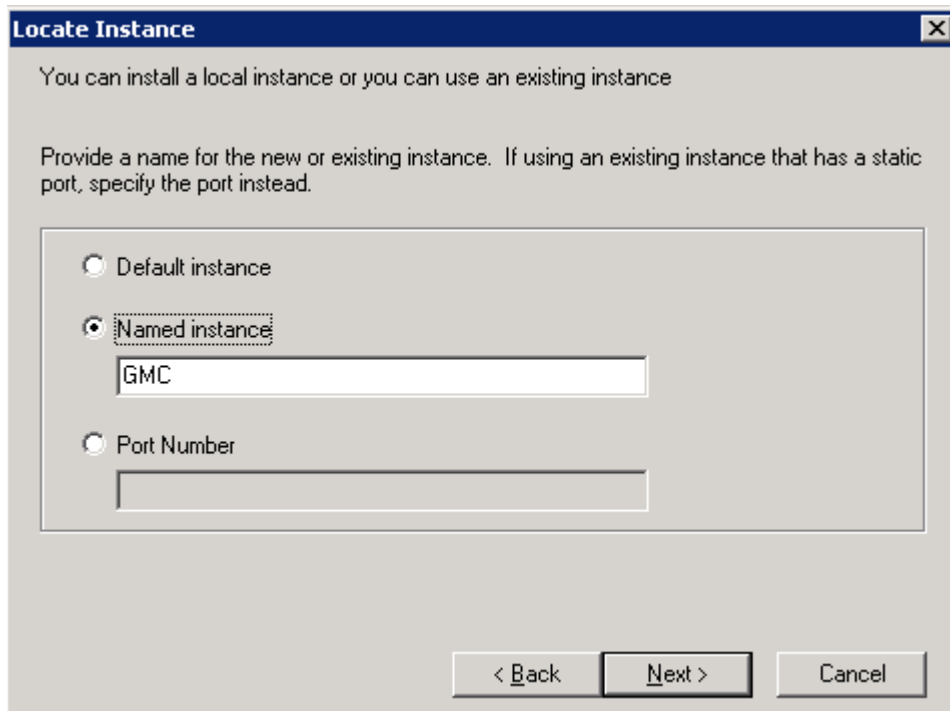 Locate Instance
You can install a local instance or you can use an existing instance
Provide a name for the new or existing instance.  If using an existing instance that has a static
port, specify the port instead.
Default instance
Named instance
GMC
Port Number
< Back
Next >
Cancel